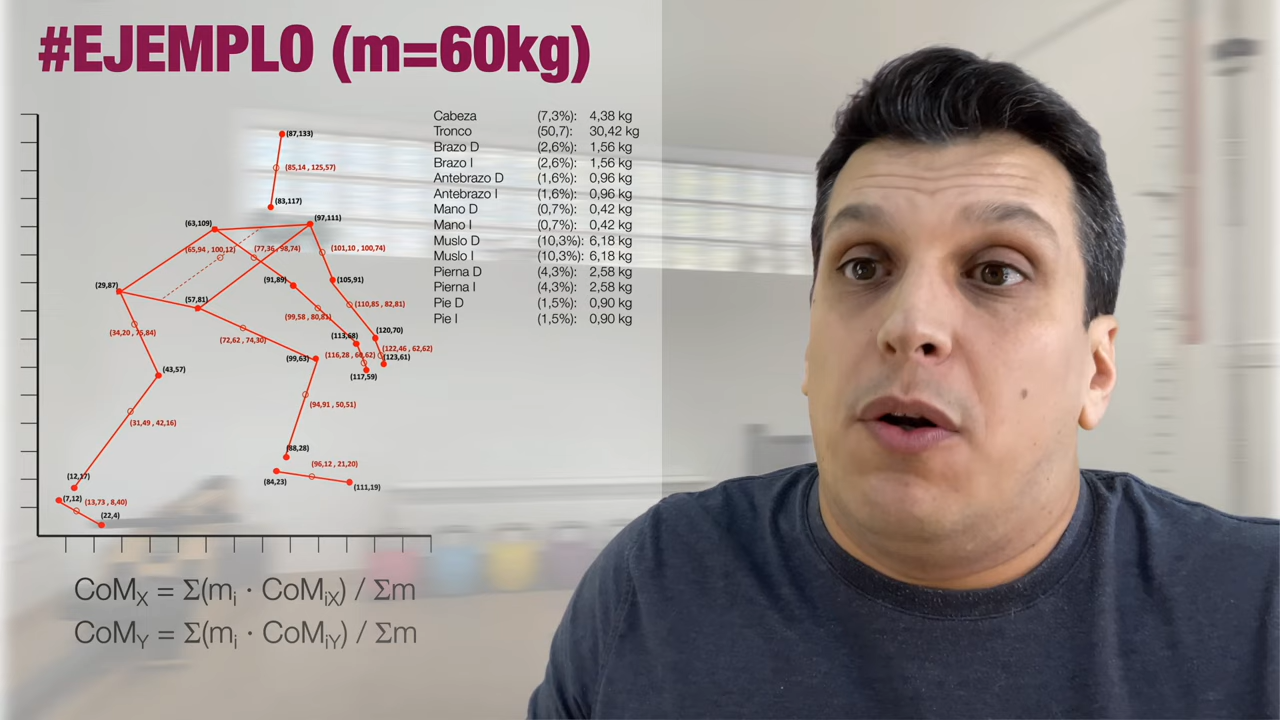 #EJEMPLO (m=60kg)
Cabeza (7,3%): 4,38 kg
Tronco (50,7): 30,42 kg
Brazo D (2,6%): 1,56 kg
Brazo I (2,6%): 1,56 kg
Antebrazo D (1,6%): 0,96 kg
Antebrazo I (1,6%): 0,96 kg
Mano D (0,7%): 0,42 kg
Mano I (0,7%): 0,42 kg
Muslo D (10,3%): 6,18 kg
Muslo I (10,3%): 6,18 kg
Pierna D (4,3%): 2,58 kg
Pierna I (4,3%): 2,58 kg
Pie D (1,5%): 0,90 kg
Pie I (1,5%): 0,90 kg
(87,133)
(85,14 , 125,57)
(83,117)
(97,111)
(63,109)
(65,94 , 100,12)
(77,36 , 98,74)
(101,10 , 100,74)
(91,89)
(105,91)
(29,87)
(57,81)
(110,85 , 82,81)
(99,58 , 80,81)
(34,20 , 75,84)
(72,62 , 74,30)
(120,70)
(113,68)
(122,46 , 62,62)
(123,61)
(99,63)
(43,57)
(117,59)
(94,91 , 50,51)
(31,49 , 42,16)
(88,28)
(96,12 , 21,20)
(84,23)
(111,19)
(12,17)
(7,12)
(13,73 , 8,40)
(22,4)
CoMX = Σ(mi · CoMiX) / Σm
CoMY = Σ(mi · CoMiY) / Σm